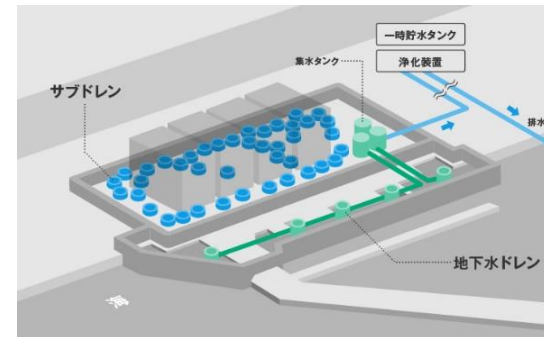 一時貯水タンク
集水タンク
浄化装置
サブドレン
排水
地下水ドレン